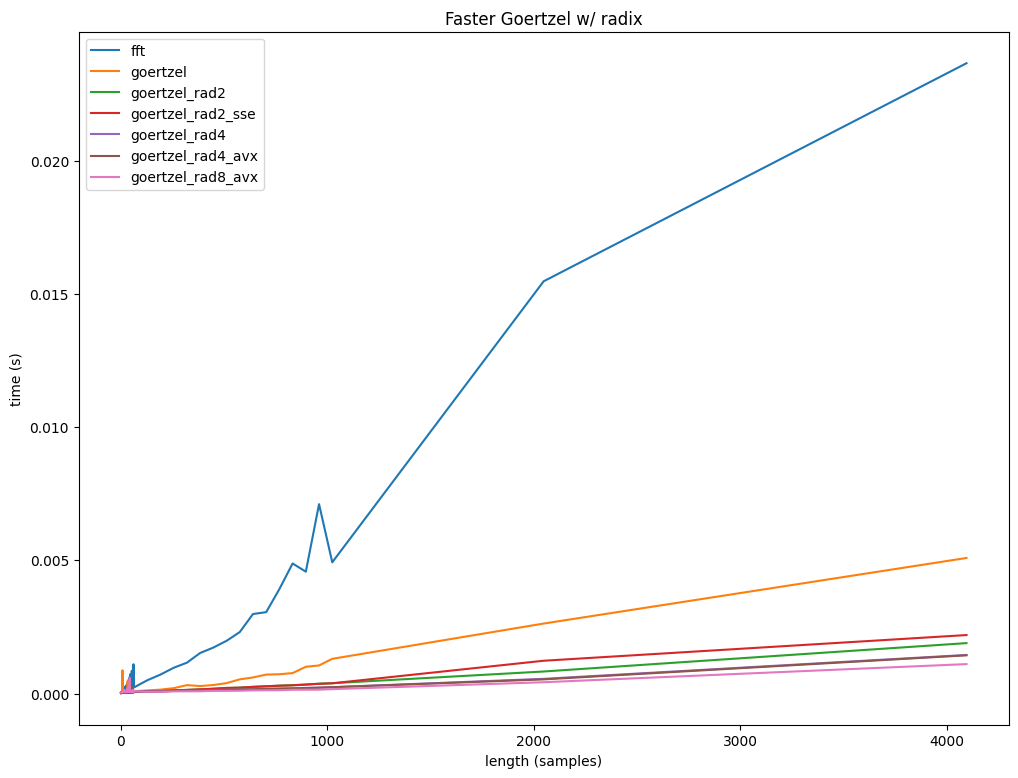 Faster Goertzel w/ radix
fft
goertzel
goertzel_rad2
goertzel_rad2_sse
goertzel_rad4
goertzel_rad4_avx
goertzel_rad8_avx
time (s)
0.020
0.015
0.010
0.005
0.000
0
1000
2000
3000
4000
length (samples)